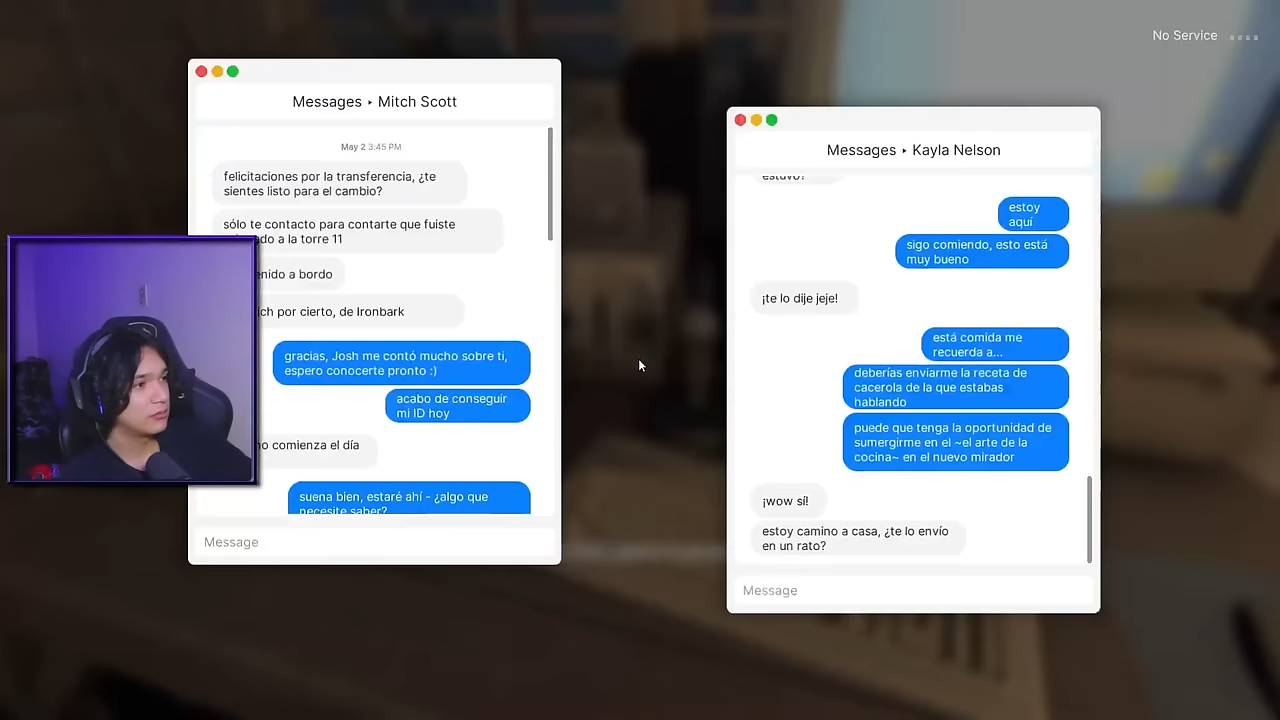 No Service
Messages ▸ Mitch Scott
May 2 3:45 PM
felicitaciones por la transferencia, ¿te
sientes listo para el cambio?
sólo te contacto para contarte que fuiste
a la torre 11
a bordo
por cierto, de Ironbark
gracias, Josh me contó mucho sobre ti,
espero conocerte pronto :)
acabo de conseguir
mi ID hoy
comienza el día
suena bien, estaré ahí - ¿algo que
necesite saber?
Message
Messages ▸ Kayla Nelson
estuvo?
estoy
aquí
sigo comiendo, esto está
muy bueno
¡te lo dije jeje!
está comida me
recuerda a...
deberías enviarme la receta de
cacerola de la que estabas
hablando
puede que tenga la oportunidad de
sumergirme en el ~el arte de la
cocina~ en el nuevo mirador
¡wow sí!
estoy camino a casa, ¿te lo envío
en un rato?
Message